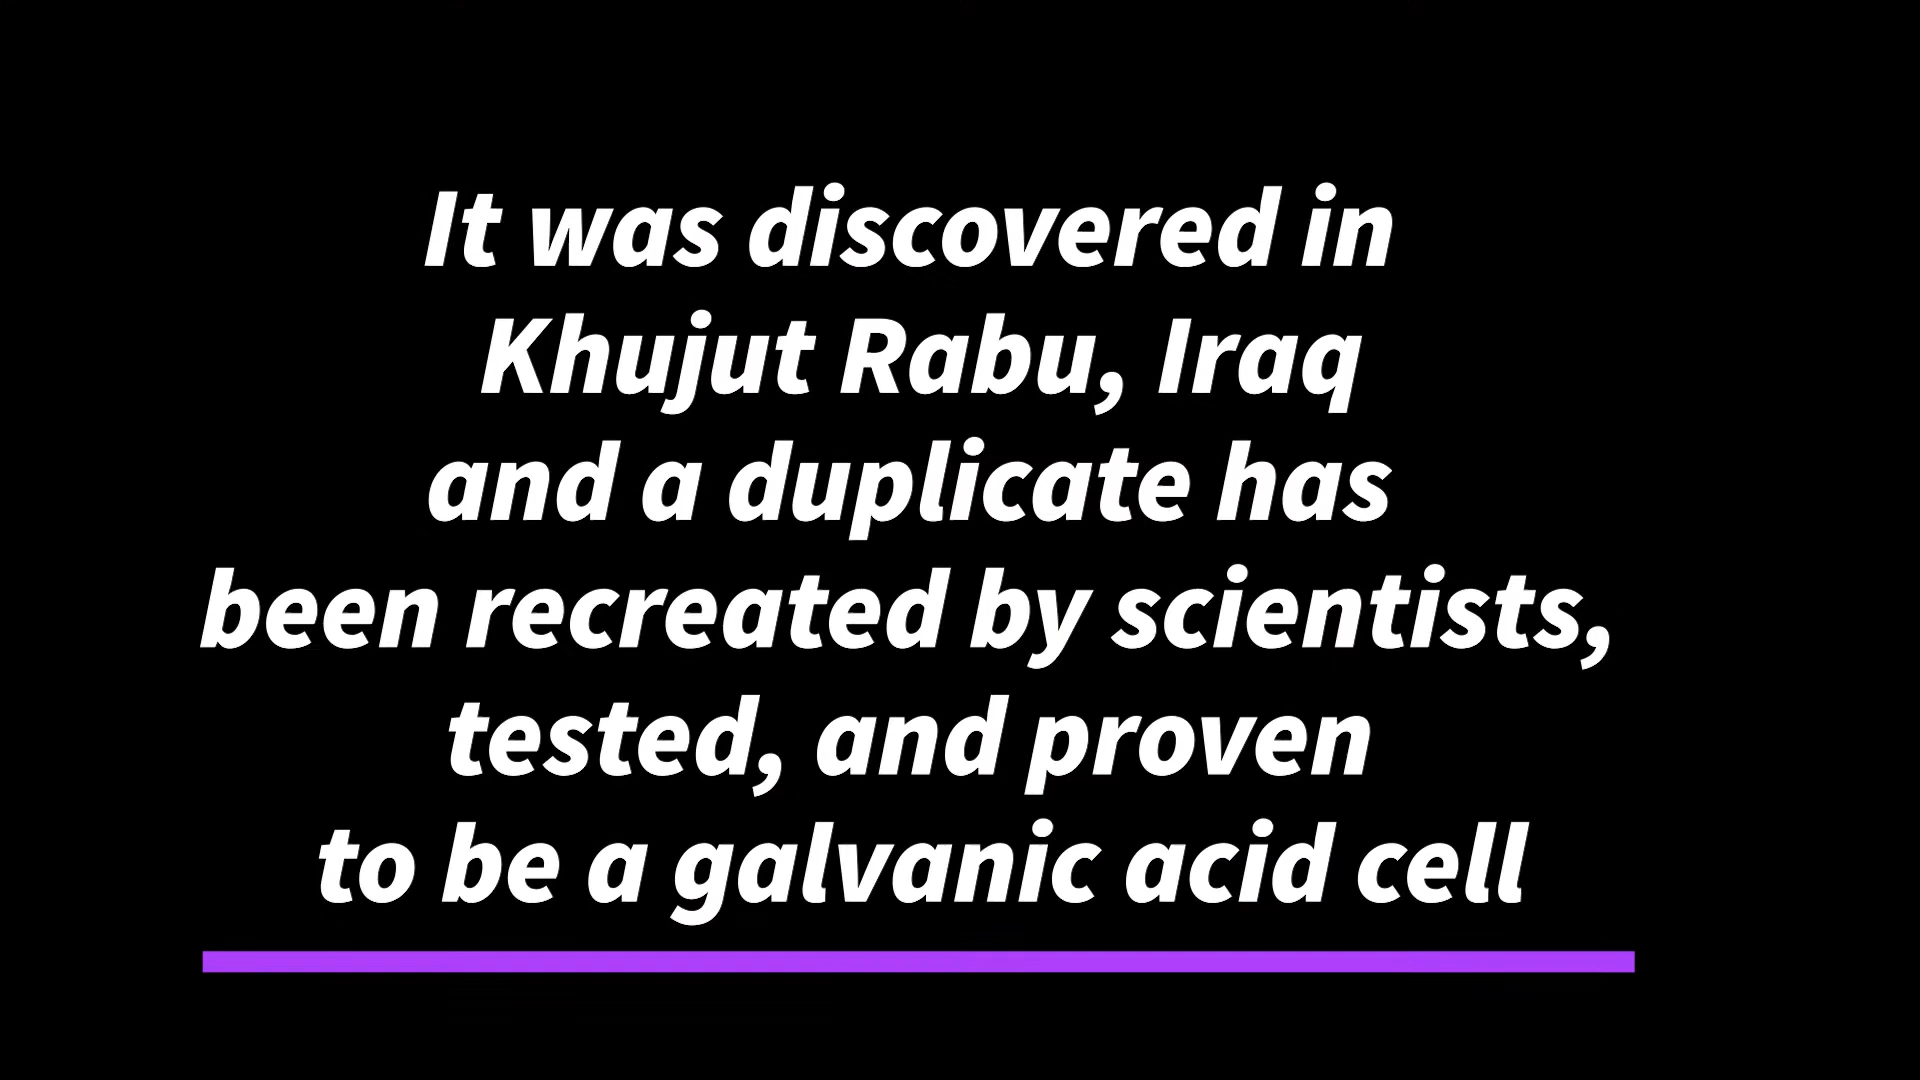 It was discovered in
Khujut Rabu, Iraq
and a duplicate has
been recreated by scientists,
tested, and proven
to be a galvanic acid cell